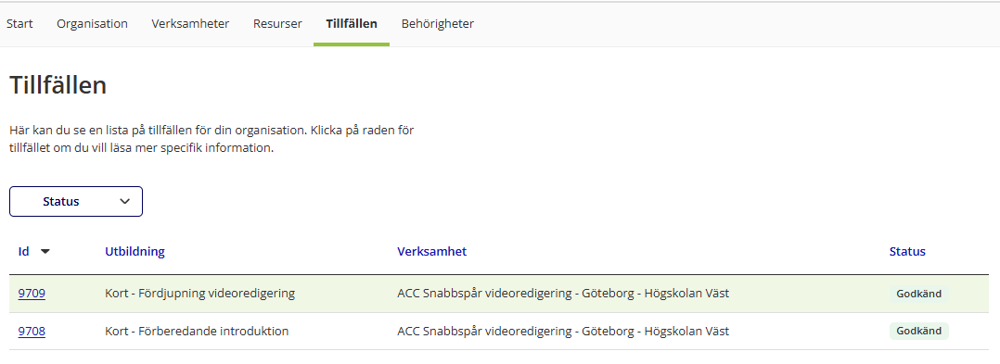 Start Organisation Verksamheter Resurser Tillfällen Behörigheter
Tillfällen
Här kan du se en lista på tillfällen för din organisation. Klicka på raden för
tillfället om du vill läsa mer specifik information.
Status
Id Utbildning Verksamhet Status
9709 Kort - Fördjupning videoredigering ACC Snabbspår videoredigering - Göteborg - Högskolan Väst Godkänd
9708 Kort - Förberedande introduktion ACC Snabbspår videoredigering - Göteborg - Högskolan Väst Godkänd